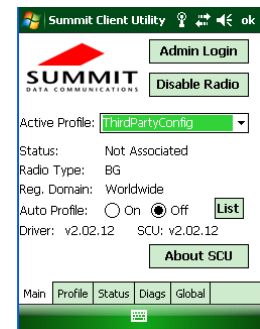 Summit Client Utility ok
Admin Login
SUMMIT
DATA COMMUNICATIONS
Disable Radio
Active Profile: ThirdPartyConfig
Status: Not Associated
Radio Type: BG
Reg. Domain: Worldwide
Auto Profile: On Off List
Driver: v2.02.12 SCU: v2.02.12
About SCU
Main Profile Status Diags Global